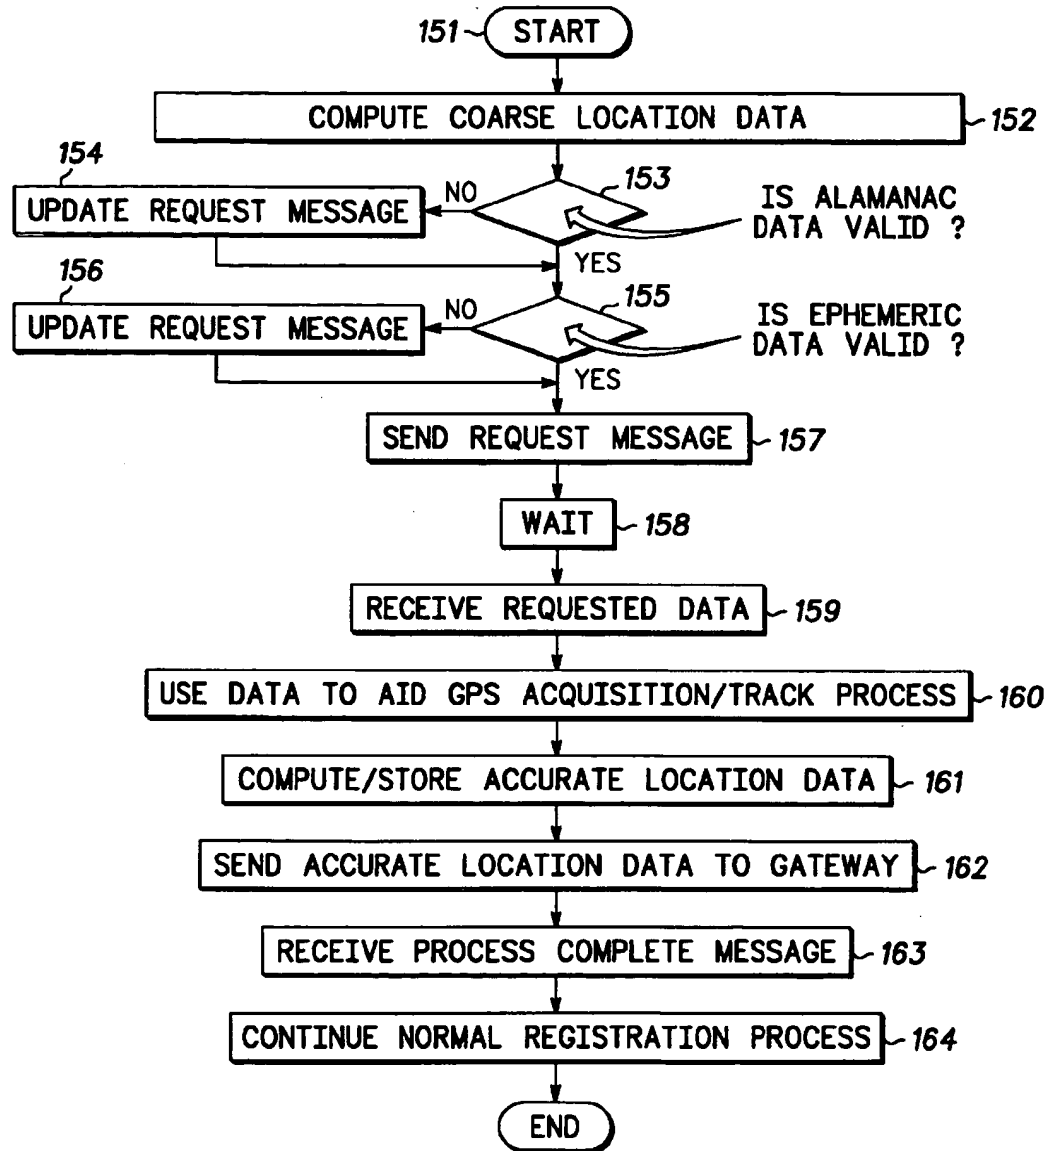 151 START
COMPUTE COARSE LOCATION DATA 152
154
153
NO
UPDATE REQUEST MESSAGE
IS ALAMANAC
DATA VALID ?
YES
156
155
NO
UPDATE REQUEST MESSAGE
IS EPHEMERIC
DATA VALID ?
YES
SEND REQUEST MESSAGE 157
WAIT 158
RECEIVE REQUESTED DATA 159
USE DATA TO AID GPS ACQUISITION/TRACK PROCESS 160
COMPUTE/STORE ACCURATE LOCATION DATA 161
SEND ACCURATE LOCATION DATA TO GATEWAY 162
RECEIVE PROCESS COMPLETE MESSAGE 163
CONTINUE NORMAL REGISTRATION PROCESS 164
END